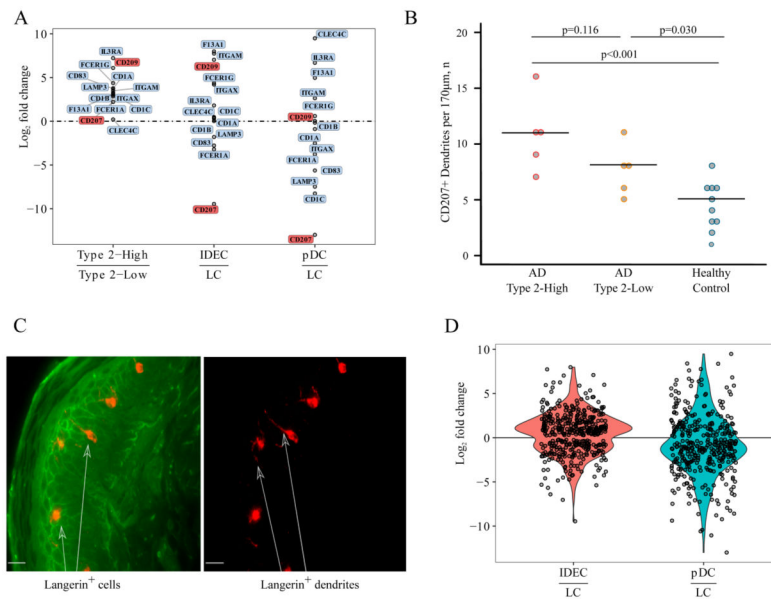 A
Log₂ fold change
10
5
0
−5
−10
IL3RA
CD209
FCER1G
CD83
CD1A
LAMP3
ITGAM
CD1B
ITGAX
F13A1
FCER1A
CD1C
CD207
CLEC4C
F13A1
ITGAM
CD209
FCER1G
ITGAX
IL3RA
CLEC4C
CD1C
CD1A
CD1B
LAMP3
CD83
FCER1A
CD207
CLEC4C
IL3RA
F13A1
ITGAM
FCER1G
CD209
CD1B
CD1A
ITGAX
FCER1A
CD83
LAMP3
CD1C
CD207
Type 2−High
Type 2−Low
IDEC
LC
pDC
LC
B
CD207+ Dendrites per 170μm, n
20
15
10
5
0
p=0.116
p=0.030
p<0.001
AD
Type 2-High
AD
Type 2-Low
Healthy
Control
C
Langerin⁺ cells
Langerin⁺ dendrites
D
Log₂ fold change
10
5
0
−5
−10
IDEC
LC
pDC
LC